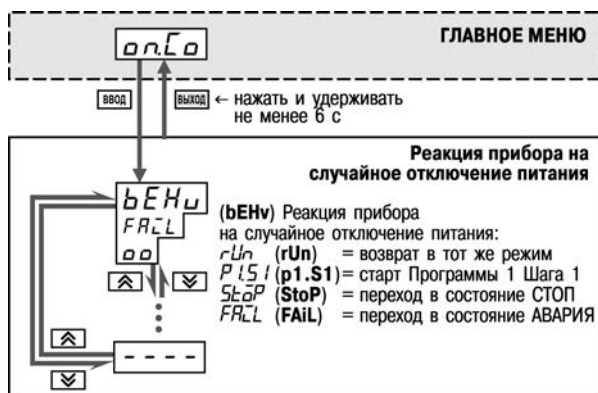 ГЛАВНОЕ МЕНЮ
on.Co
ВВОД
ВЫХОД ← нажать и удерживать
не менее 6 с
Реакция прибора на
случайное отключение питания
bEHv
FAiL
oo
(bEHv) Реакция прибора
на случайное отключение питания:
rUn (rUn) = возврат в тот же режим
P1.S1 (p1.S1)= старт Программы 1 Шага 1
StoP (StoP) = переход в состояние СТОП
FAiL (FAiL) = переход в состояние АВАРИЯ
- - - -